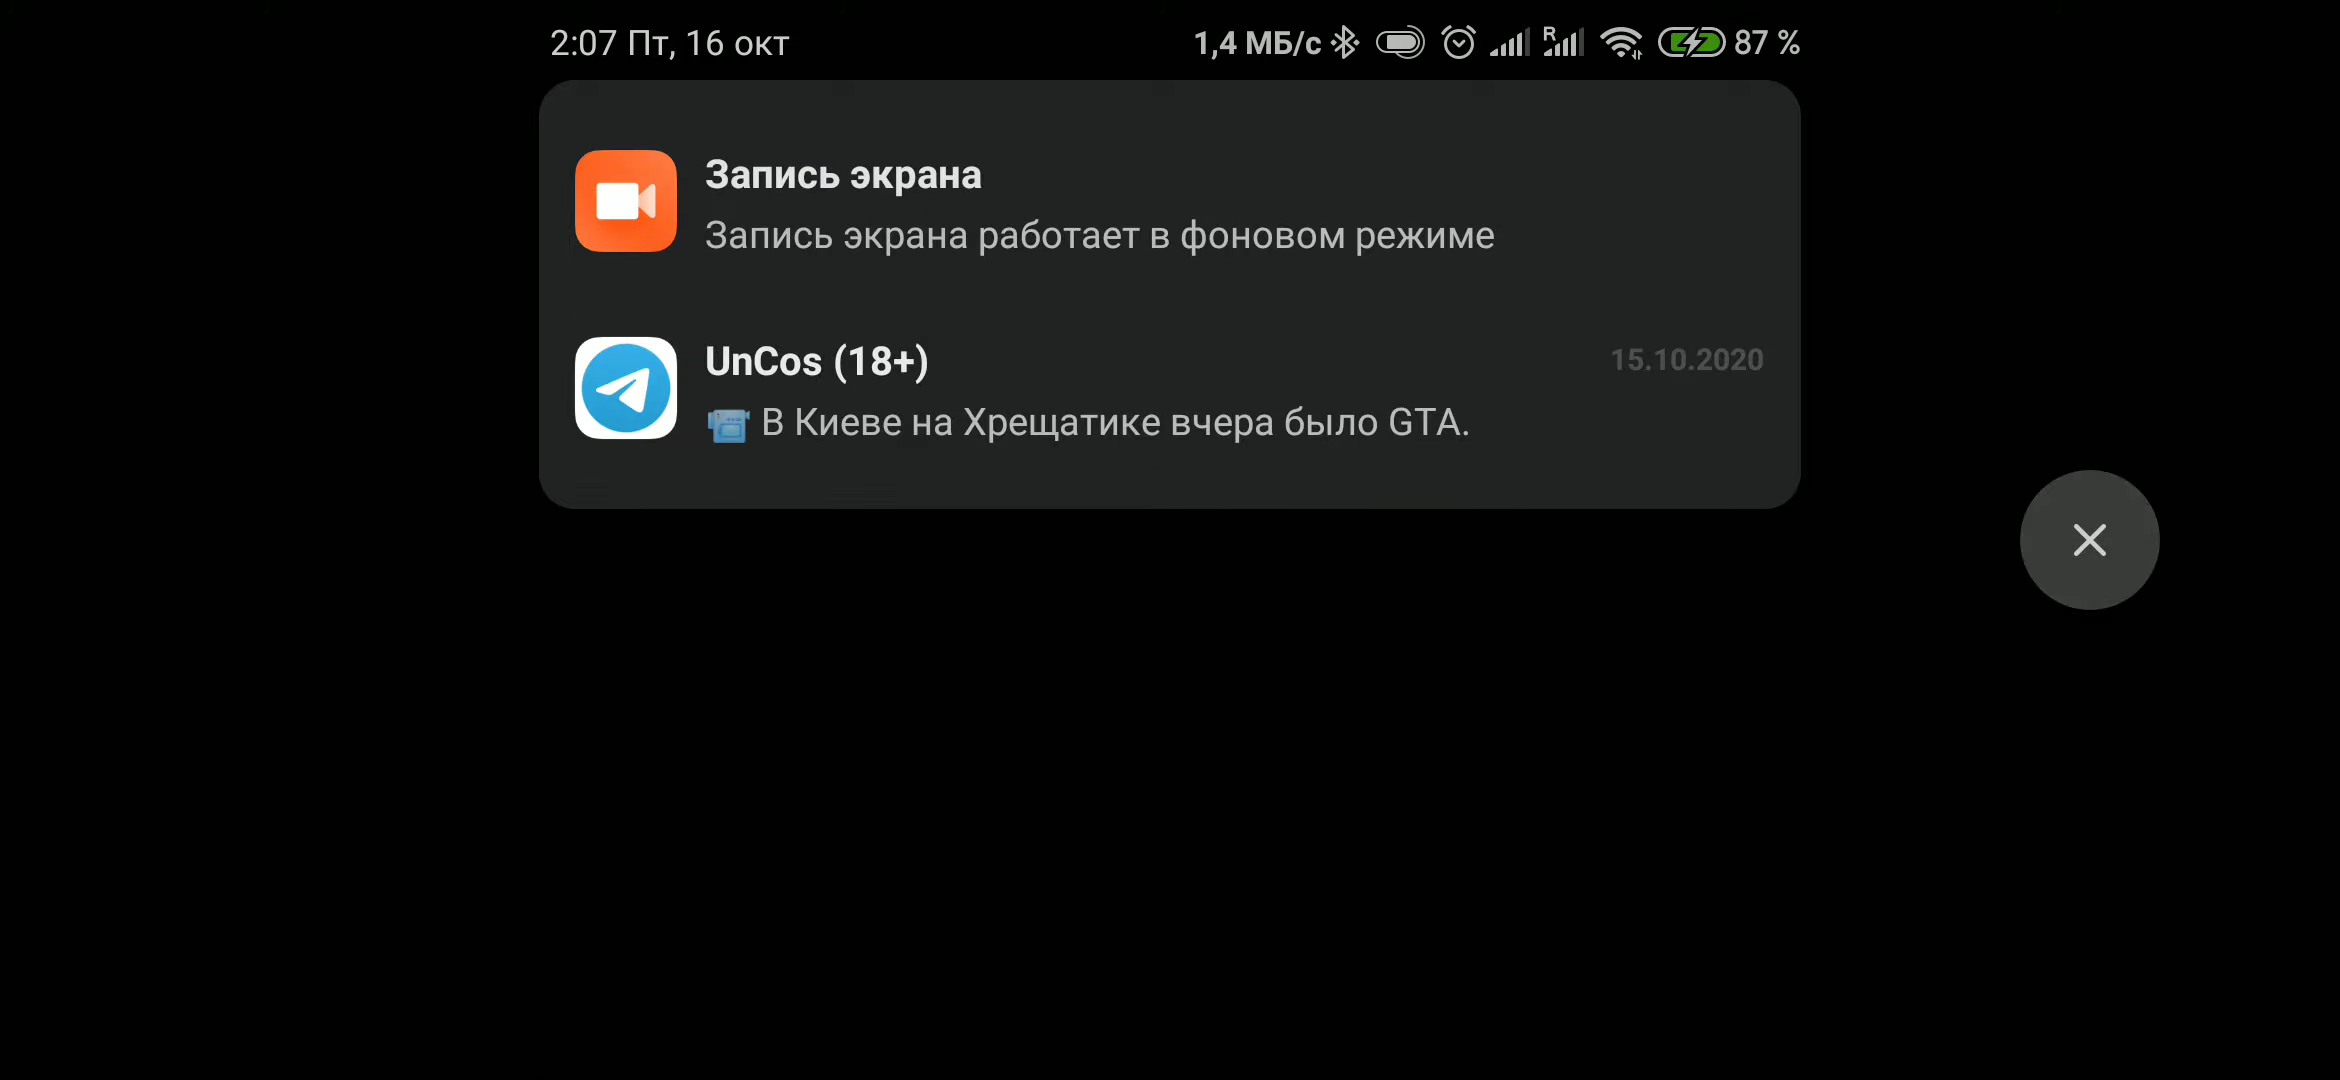 2:07 Пт, 16 окт
1,4 МБ/с R 87 %
Запись экрана
Запись экрана работает в фоновом режиме
UnCos (18+)
15.10.2020
📹 В Киеве на Хрещатике вчера было GTA.